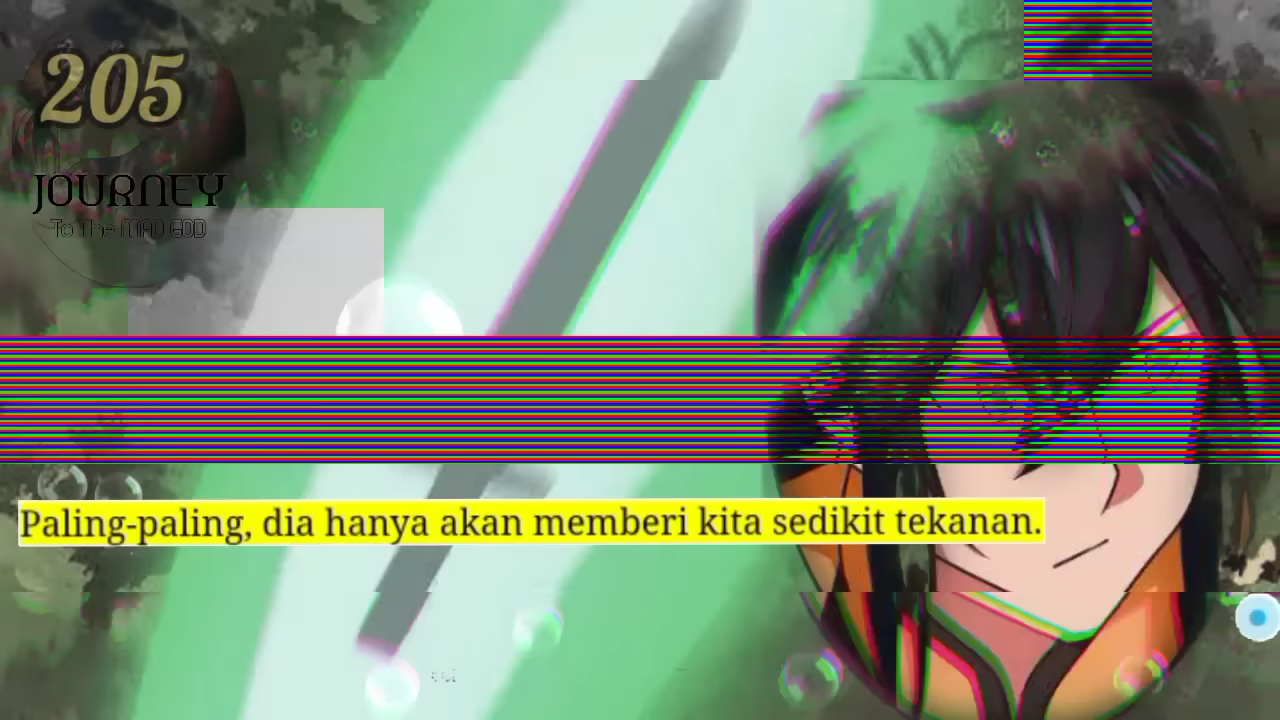 205
JOURNEY
To The MAD GOD
Paling-paling, dia hanya akan memberi kita sedikit tekanan.